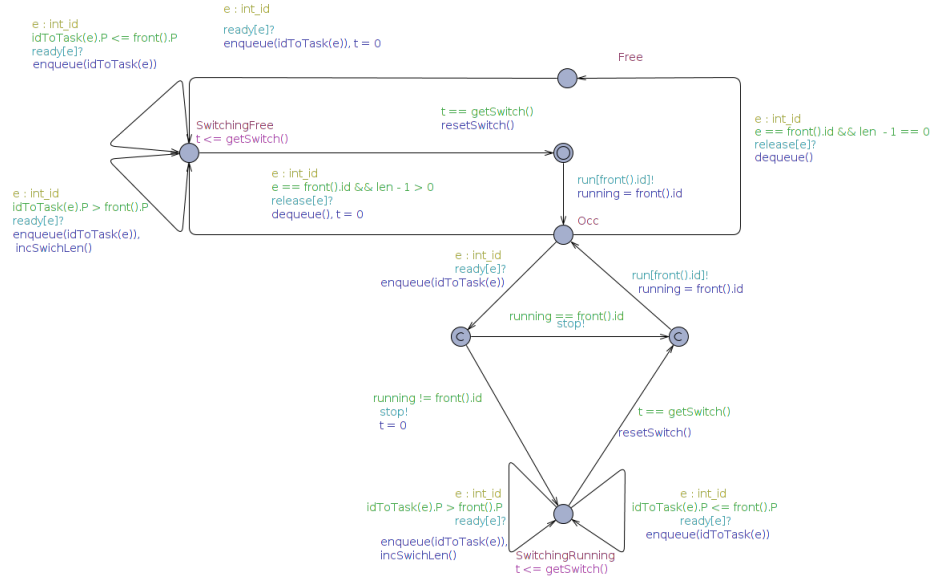 e : int_id
idToTask(e).P <= front().P
ready[e]?
enqueue(idToTask(e))
e : int_id
ready[e]?
enqueue(idToTask(e)), t = 0
Free
SwitchingFree
t <= getSwitch()
t == getSwitch()
resetSwitch()
e : int_id
e == front().id && len - 1 == 0
release[e]?
dequeue()
e : int_id
idToTask(e).P > front().P
ready[e]?
enqueue(idToTask(e)),
incSwichLen()
e : int_id
e == front().id && len - 1 > 0
release[e]?
dequeue(), t = 0
run[front().id]!
running = front().id
Occ
e : int_id
ready[e]?
enqueue(idToTask(e))
run[front().id]!
running = front().id
running == front().id
stop!
C
C
running != front().id
stop!
t = 0
t == getSwitch()
resetSwitch()
e : int_id
idToTask(e).P > front().P
ready[e]?
enqueue(idToTask(e)),
incSwichLen()
e : int_id
idToTask(e).P <= front().P
ready[e]?
enqueue(idToTask(e))
SwitchingRunning
t <= getSwitch()